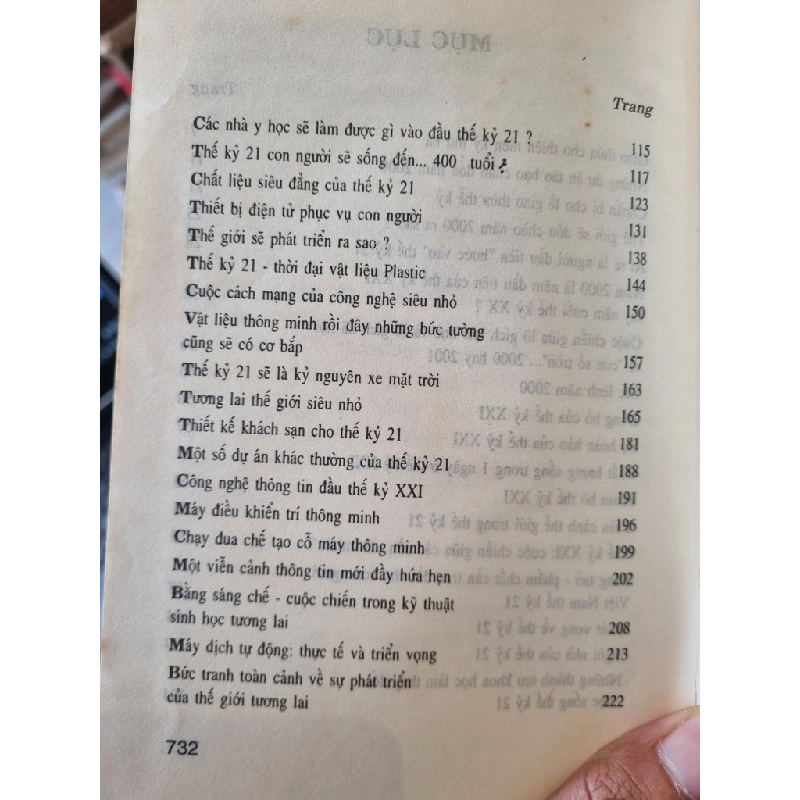 MỤC LỤC
Trang
Các nhà y học sẽ làm được gì vào đầu thế kỷ 21 ? 115
Thế kỷ 21 con người sẽ sống đến... 400 tuổi ? 117
Chất liệu siêu đẳng của thế kỷ 21 123
Thiết bị điện tử phục vụ con người 131
Thế giới sẽ phát triển ra sao ? 138
Thế kỷ 21 - thời đại vật liệu Plastic 144
Cuộc cách mạng của công nghệ siêu nhỏ 150
Vật liệu thông minh rồi đây những bức tường
cũng sẽ có cơ bắp 157
Thế kỷ 21 sẽ là kỷ nguyên xe mặt trời 163
Tương lai thế giới siêu nhỏ 165
Thiết kế khách sạn cho thế kỷ 21 181
Một số dự án khác thường của thế kỷ 21 188
Công nghệ thông tin đầu thế kỷ XXI 191
Máy điều khiển trí thông minh 196
Chạy đua chế tạo cỗ máy thông minh 199
Một viễn cảnh thông tin mới đầy hứa hẹn 202
Bằng sáng chế - cuộc chiến trong kỹ thuật
sinh học tương lai 208
Máy dịch tự động: thực tế và triển vọng 213
Bức tranh toàn cảnh về sự phát triển
của thế giới tương lai 222
732